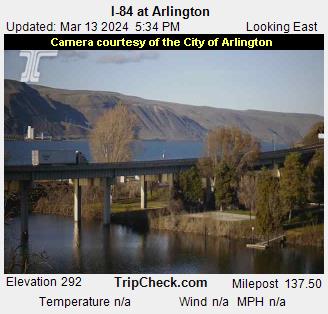 I-84 at Arlington
Updated: Mar 13 2024 5:34 PM Looking East
Camera courtesy of the City of Arlington
Elevation 292 TripCheck.com Milepost 137.50
Temperature n/a Wind n/a MPH n/a